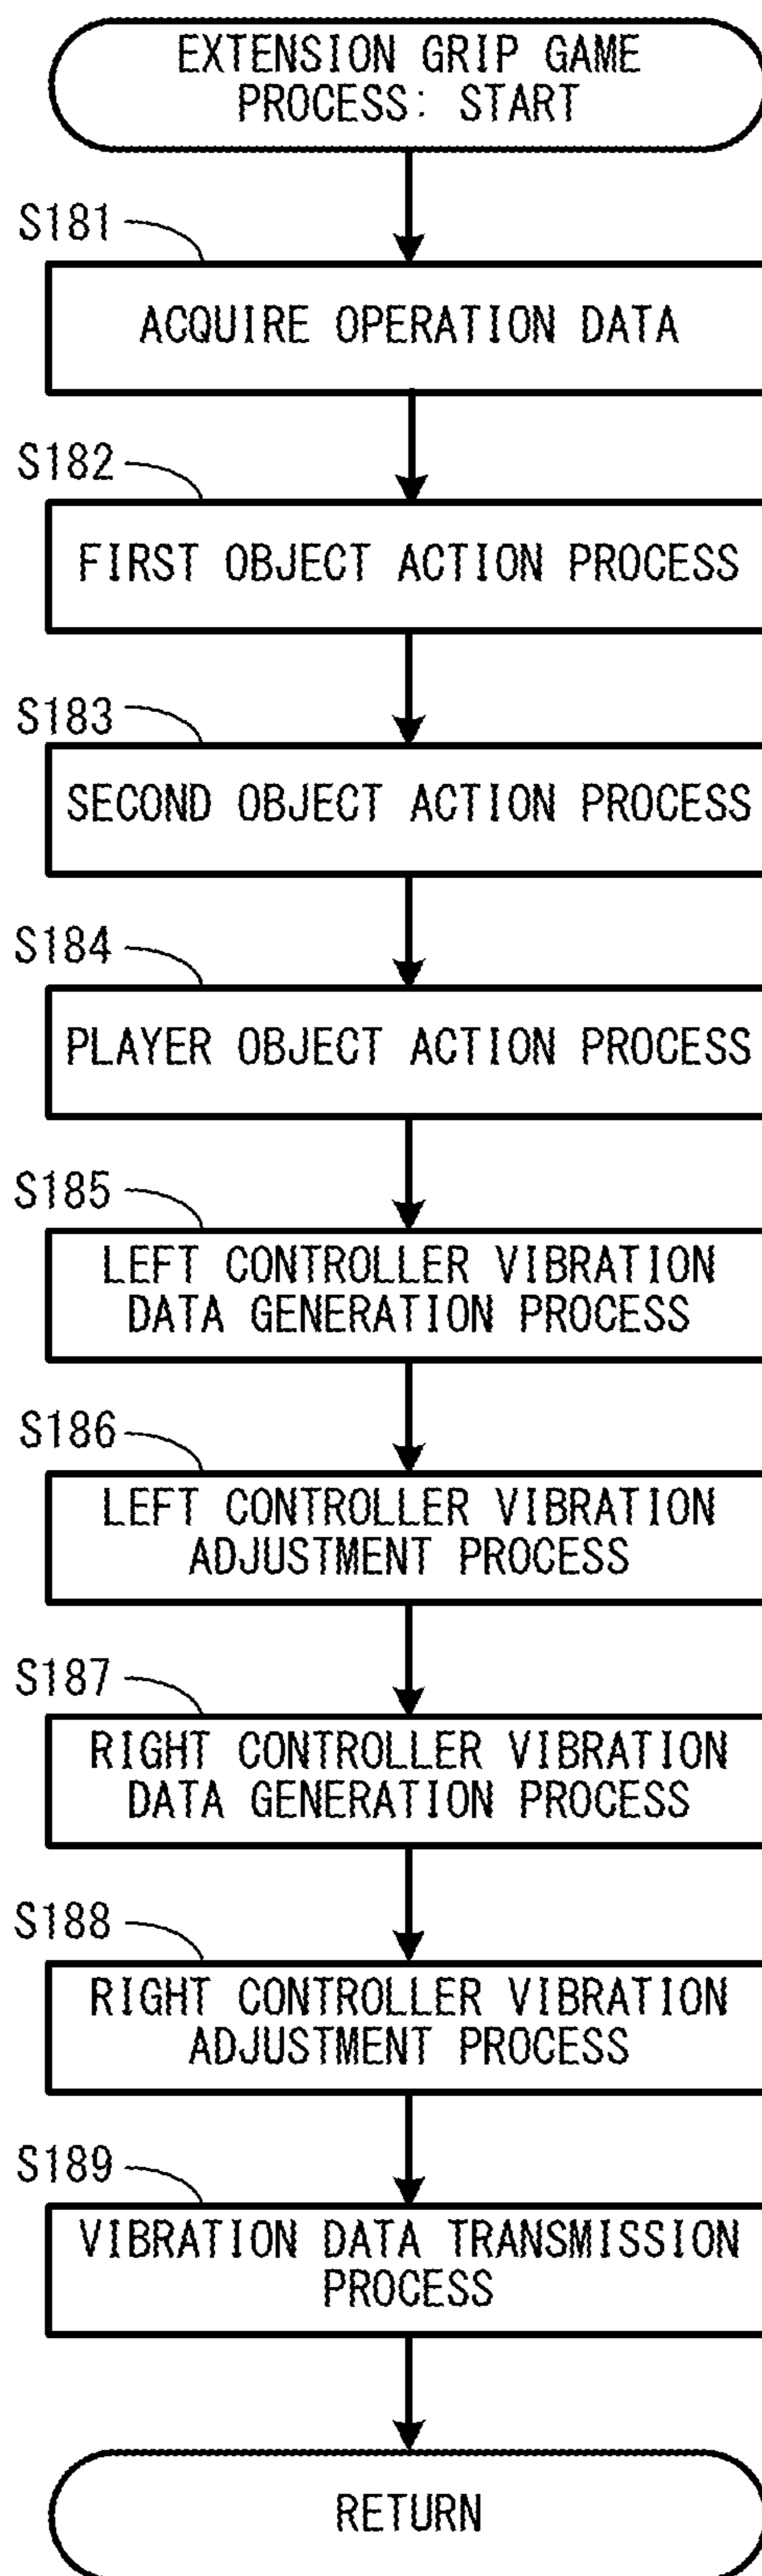 EXTENSION GRIP GAME
PROCESS: START
S181
ACQUIRE OPERATION DATA
S182
FIRST OBJECT ACTION PROCESS
S183
SECOND OBJECT ACTION PROCESS
S184
PLAYER OBJECT ACTION PROCESS
S185
LEFT CONTROLLER VIBRATION
DATA GENERATION PROCESS
S186
LEFT CONTROLLER VIBRATION
ADJUSTMENT PROCESS
S187
RIGHT CONTROLLER VIBRATION
DATA GENERATION PROCESS
S188
RIGHT CONTROLLER VIBRATION
ADJUSTMENT PROCESS
S189
VIBRATION DATA TRANSMISSION
PROCESS
RETURN